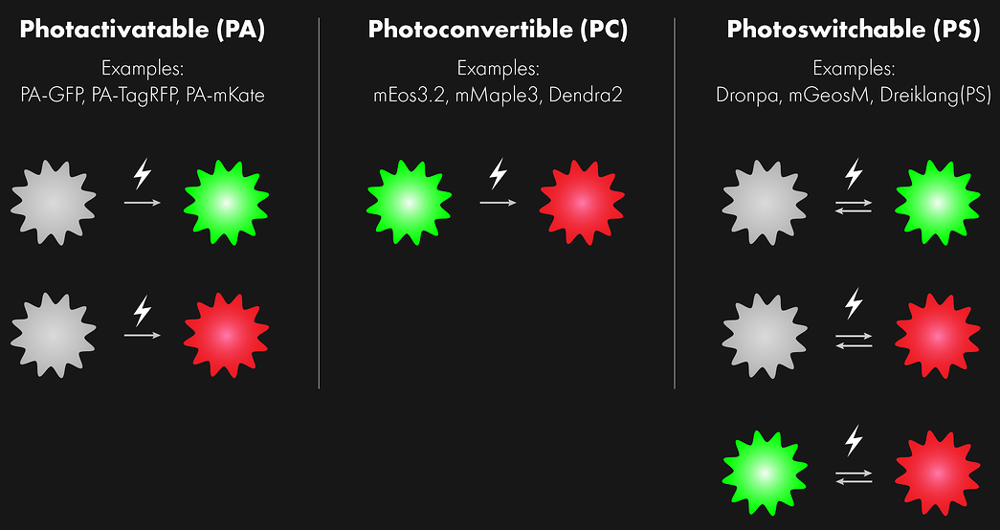 Photactivatable (PA)
Examples:
PA-GFP, PA-TagRFP, PA-mKate
Photoconvertible (PC)
Examples:
mEos3.2, mMaple3, Dendra2
Photoswitchable (PS)
Examples:
Dronpa, mGeosM, Dreiklang(PS)